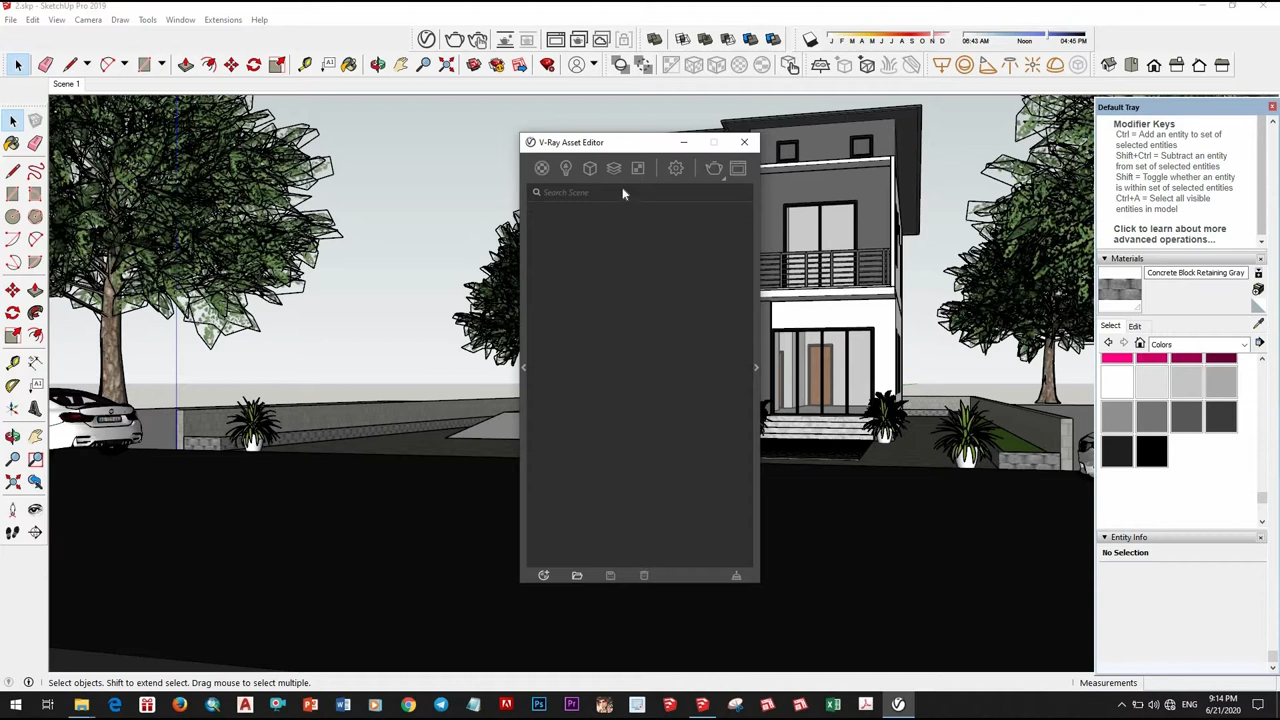 2.skp - SketchUp Pro 2019
File Edit View Camera Draw Tools Window Extensions Help
J F M A M J J A S O N D
06:43 AM Noon 04:45 PM
Scene 1
Default Tray
Modifier Keys
Ctrl = Add an entity to set of
selected entities
Shift+Ctrl = Subtract an entity
from set of selected entities
Shift = Toggle whether an
entity is within set of selected entities
Ctrl+A = Select all visible
entities in model
Click to learn about more
advanced operations...
V-Ray Asset Editor
Search Scene
Materials
Concrete Block Retaining Gray
Select Edit
Colors
Entity Info
No Selection
Select objects. Shift to extend select. Drag mouse to select multiple.
Measurements
ENG
9:14 PM
6/21/2020